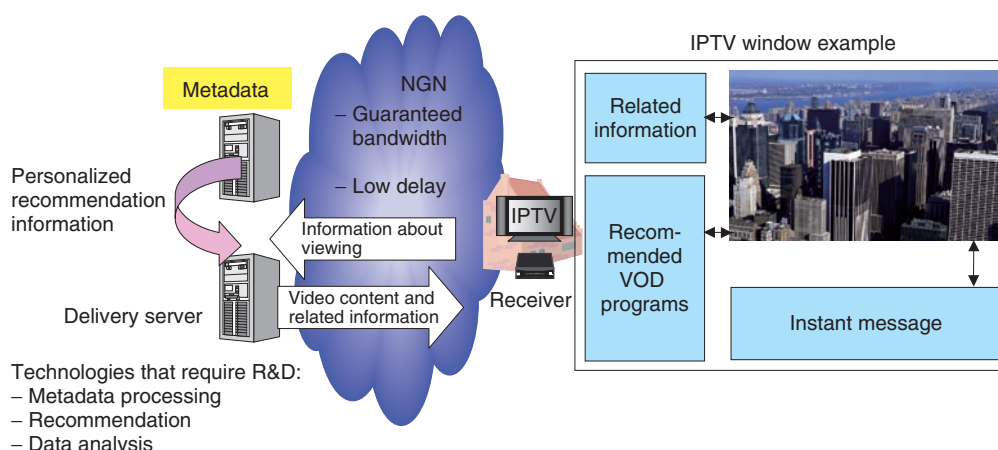 IPTV window example
Metadata
NGN
– Guaranteed
bandwidth
– Low delay
Personalized
recommendation
information
Information about
viewing
IPTV
Receiver
Delivery server
Video content and
related information
Related
information
Recom-
mended
VOD
programs
Instant message
Technologies that require R&D:
– Metadata processing
– Recommendation
– Data analysis